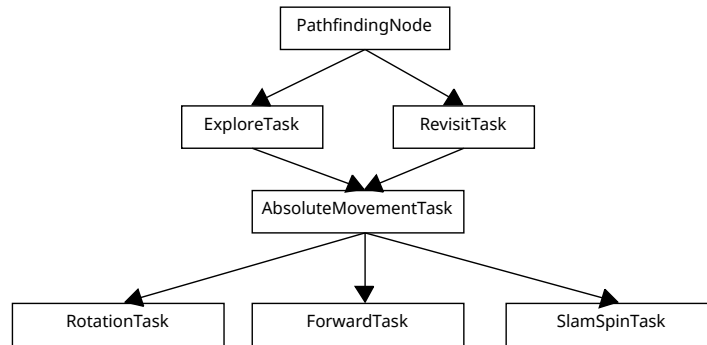 PathfindingNode
ExploreTask
RevisitTask
AbsoluteMovementTask
RotationTask
ForwardTask
SlamSpinTask